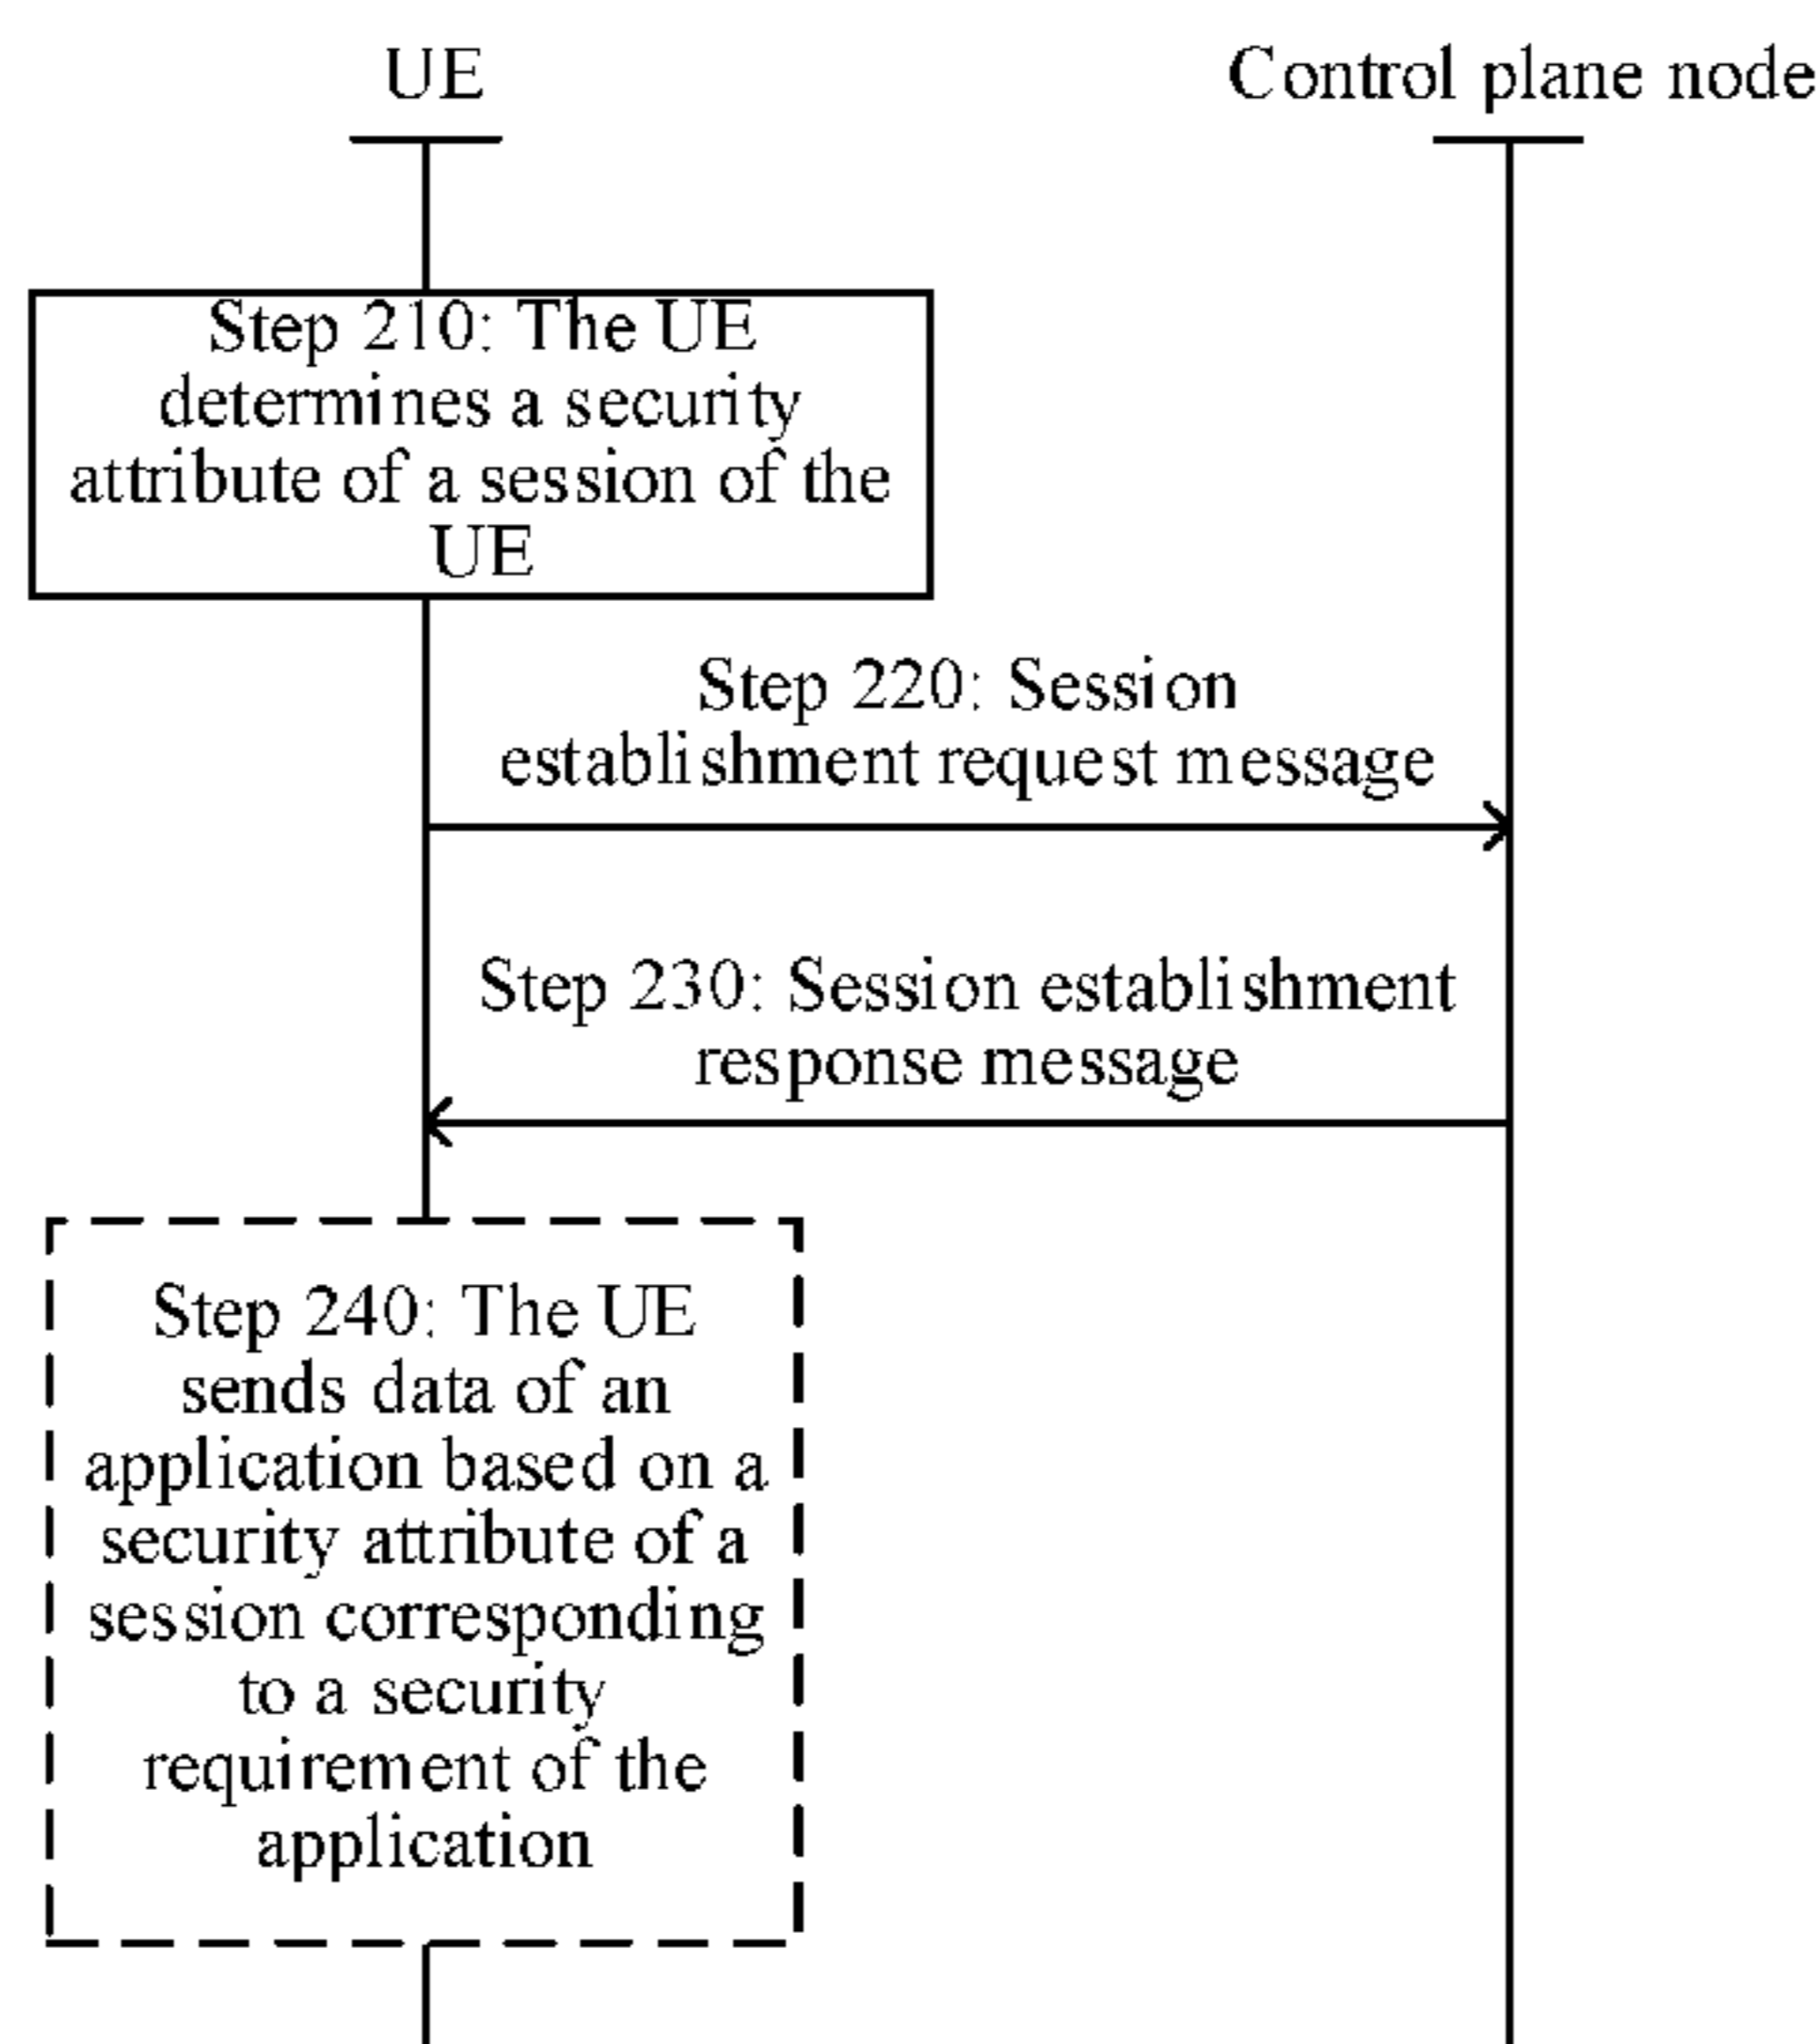 UE
Control plane node
Step 210: The UE
determines a security
attribute of a session of the
UE
Step 220: Session
establishment request message
Step 230: Session establishment
response message
Step 240: The UE
sends data of an
application based on a
security attribute of a
session corresponding
to a security
requirement of the
application